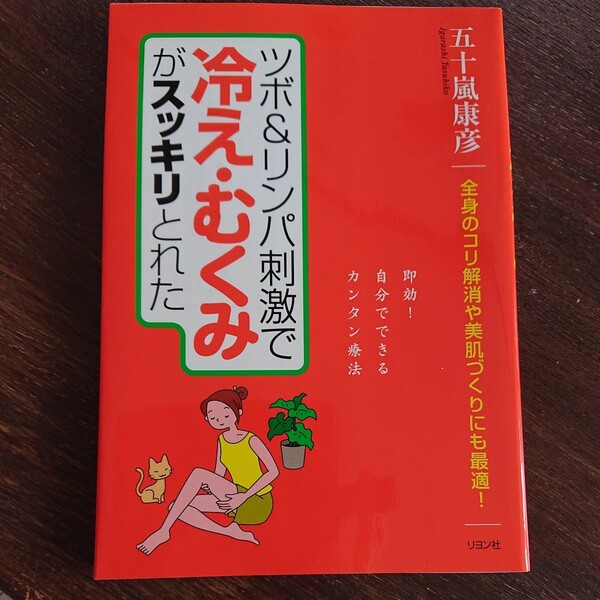 五十嵐康彦
Igarashi Yasuhiko
全身のコリ解消や美肌づくりにも最適！
即効！
自分でできる
カンタン療法
ツボ&リンパ刺激で
冷え・むくみ
がスッキリとれた
リヨン社